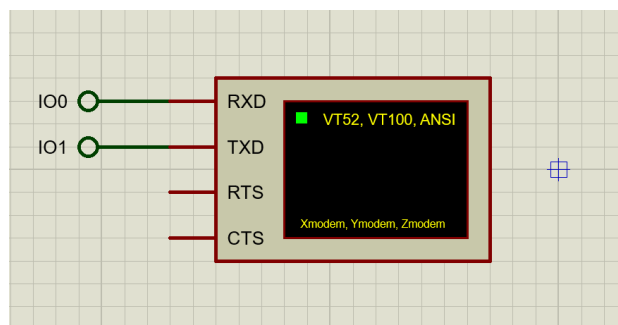 IO0
RXD
VT52, VT100, ANSI
IO1
TXD
RTS
Xmodem, Ymodem, Zmodem
CTS